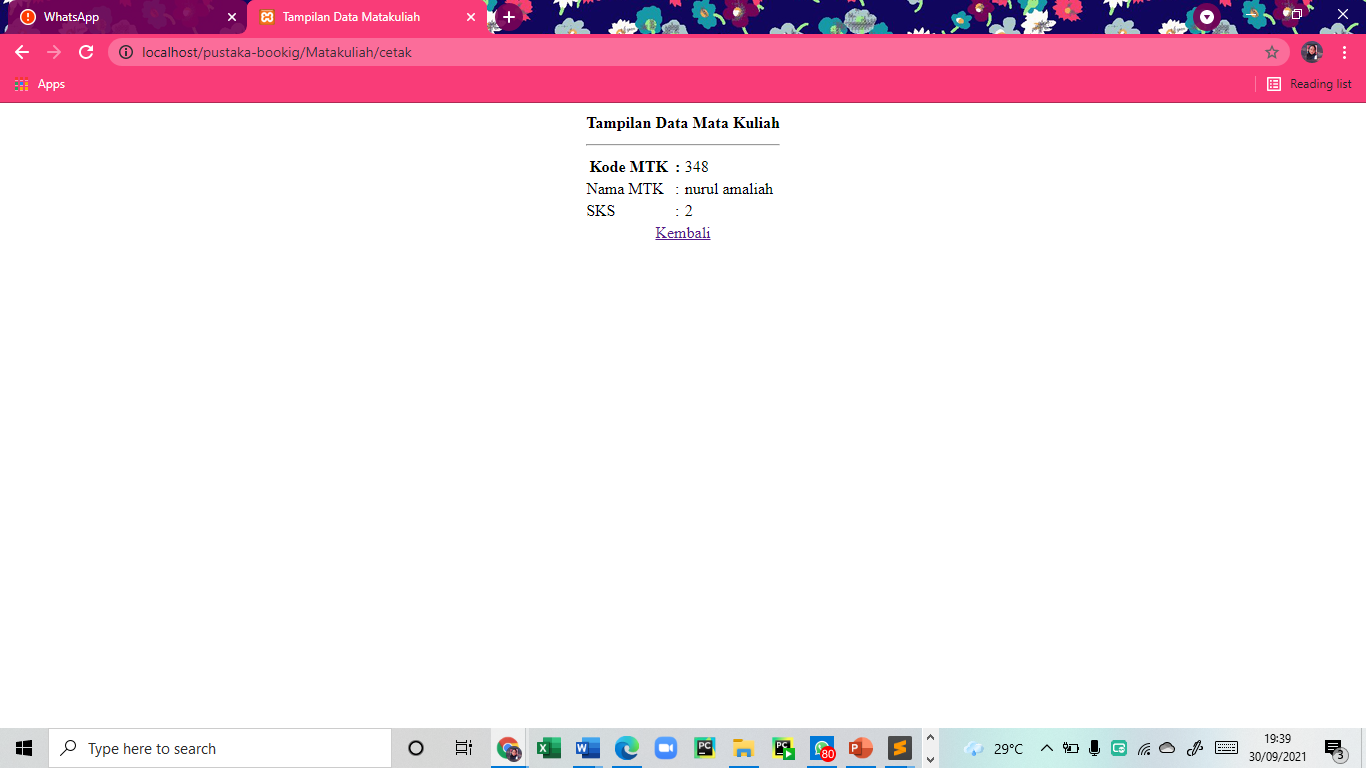 WhatsApp
Tampilan Data Matakuliah
localhost/pustaka-bookig/Matakuliah/cetak
Apps
Reading list
Tampilan Data Mata Kuliah
Kode MTK : 348
Nama MTK : nurul amaliah
SKS : 2
Kembali
Type here to search
PC
PC
80
29°C
19:39
30/09/2021
3